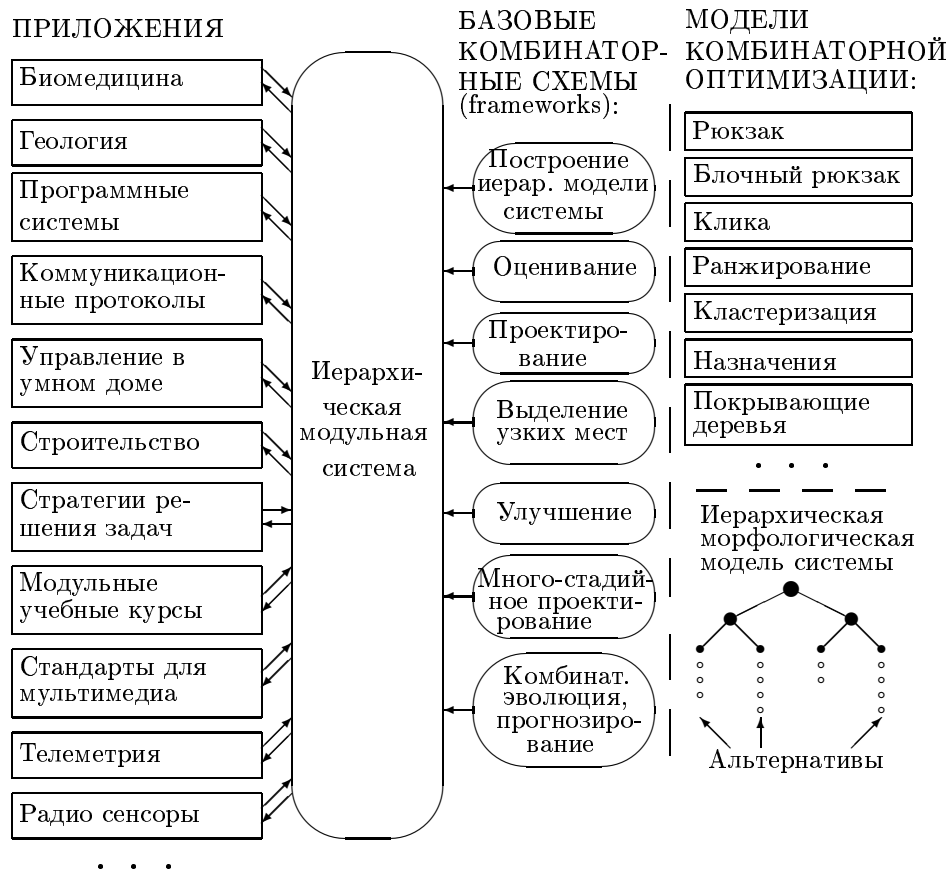 ПРИЛОЖЕНИЯ
Биомедицина
Геология
Программные
системы
Коммуникацион-
ные протоколы
Управление в
умном доме
Строительство
Стратегии ре-
шения задач
Модульные
учебные курсы
Стандарты для
мультимедиа
Телеметрия
Радио сенсоры
. . .
Иерархи-
ческая
модульная
система
БАЗОВЫЕ
КОМБИНАТОР-
НЫЕ СХЕМЫ
(frameworks):
Построение
иерар. модели
системы
Оценивание
Проектиро-
вание
Выделение
узких мест
Улучшение
Много-стадий-
ное проекти-
рование
Комбинат.
эволюция,
прогнозиро-
вание
МОДЕЛИ
КОМБИНАТОРНОЙ
ОПТИМИЗАЦИИ:
Рюкзак
Блочный рюкзак
Клика
Ранжирование
Кластеризация
Назначения
Покрывающие
деревья
. . .
Иерархическая
морфологическая
модель системы
Альтернативы